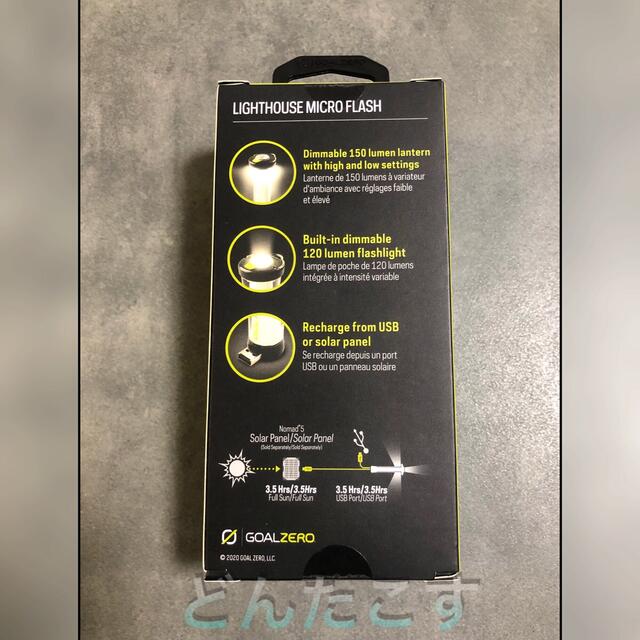 GOALZERO
LIGHTHOUSE MICRO FLASH
Dimmable 150 lumen lantern
with high and low settings
Lanterne de 150 lumens à variateur
d'ambiance avec réglages faible
et élevé
Built-in dimmable
120 lumen flashlight
Lampe de poche de 120 lumens
intégrée à intensité variable
Recharge from USB
or solar panel
Se recharge depuis un port
USB ou un panneau solaire
Nomad®5
Solar Panel/Solar Panel
(Sold Separately/Sold Separately)
3.5 Hrs/3.5Hrs
Full Sun/Full Sun
3.5 Hrs/3.5Hrs
USB Port/USB Port
GOALZERO
© 2020 GOAL ZERO, LLC.
どんたこす